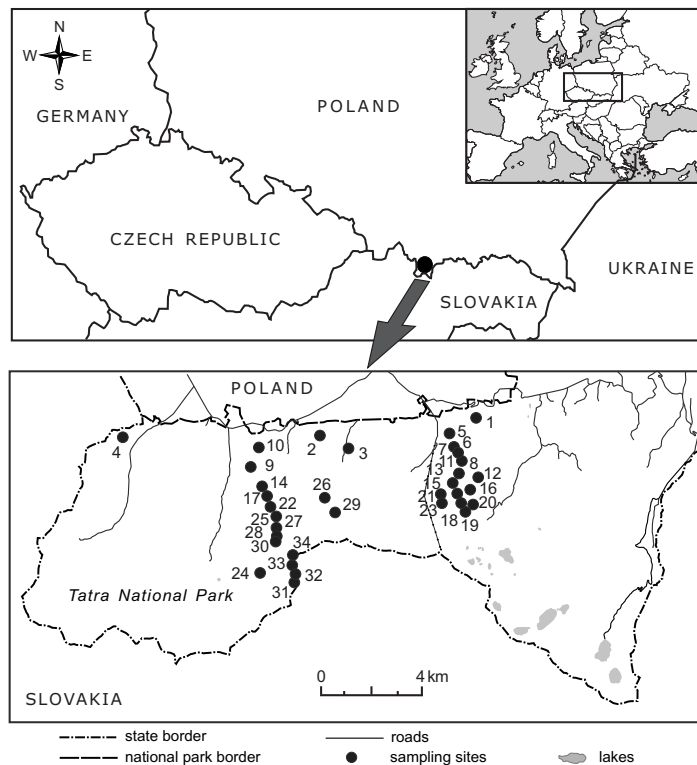 N
W E
S
GERMANY
POLAND
CZECH REPUBLIC
UKRAINE
SLOVAKIA
POLAND
1
5
2
10
4
7
6
3
9
11
8
13
12
14
15
26
16
17
22
21
29
20
25
27
23
28
18
19
30
34
33
24
32
31
Tatra National Park
0 4 km
SLOVAKIA
state border
roads
national park border
sampling sites
lakes